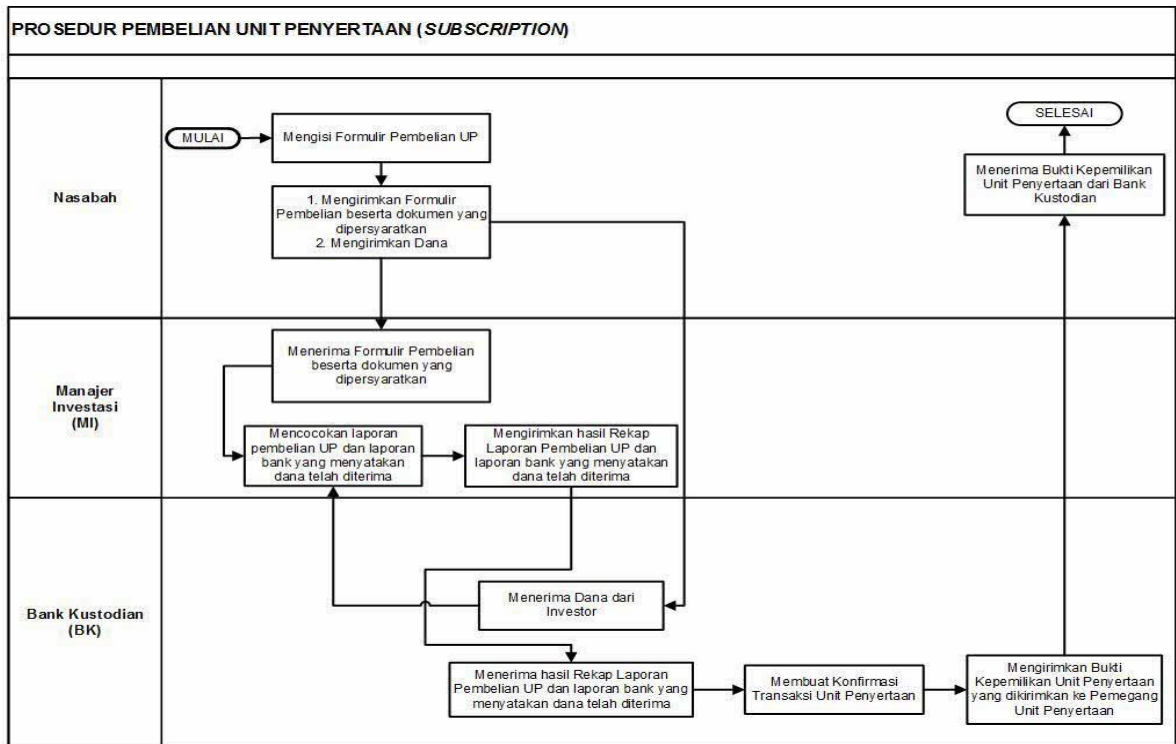 PROSEDUR PEMBELIAN UNIT PENYERTAAN (SUBSCRIPTION)
Nasabah
MULAI
Mengisi Formulir Pembelian UP
1. Mengirimkan Formulir
Pembelian beserta dokumen yang
dipersyaratkan
2. Mengirimkan Dana
SELESAI
Menerima Bukti Kepemilikan
Unit Penyertaan dari Bank
Kustodian
Manajer
Investasi
(MI)
Menerima Formulir Pembelian
beserta dokumen yang
dipersyaratkan
Mencocokan laporan
pembelian UP dan laporan
bank yang menyatakan
dana telah diterima
Mengirimkan hasil Rekap
Laporan Pembelian UP dan
laporan bank yang menyatakan
dana telah diterima
Bank Kustodian
(BK)
Menerima Dana dari
Investor
Menerima hasil Rekap Laporan
Pembelian UP dan laporan bank yang
menyatakan dana telah diterima
Membuat Konfirmasi
Transaksi Unit Penyertaan
Mengirimkan Bukti
Kepemilikan Unit Penyertaan
yang dikirimkan ke Pemegang
Unit Penyertaan